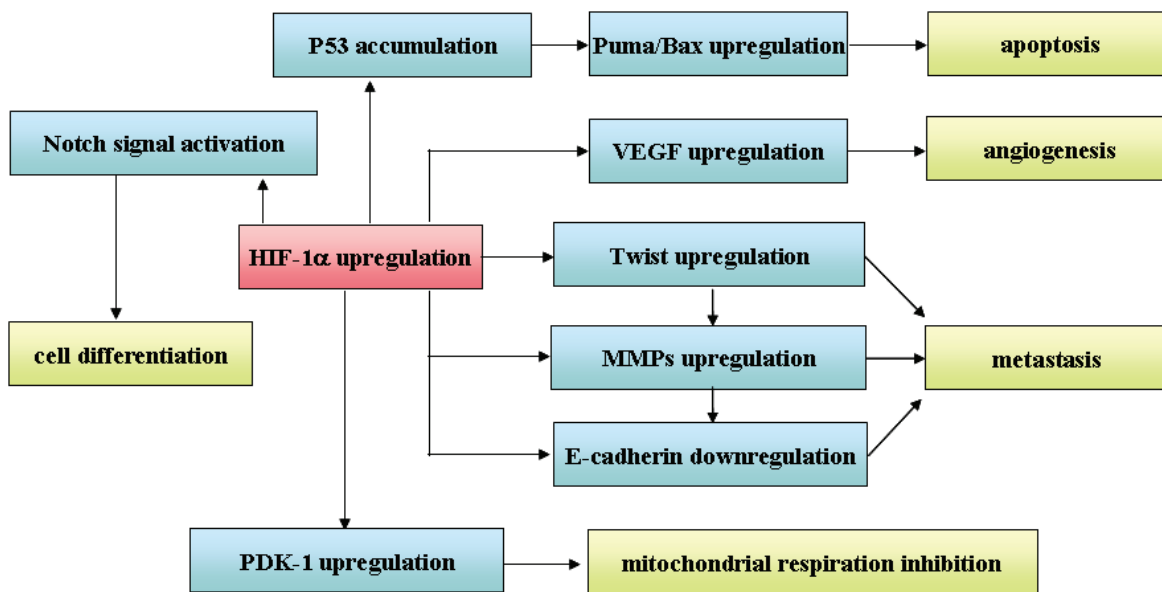 P53 accumulation
Puma/Bax upregulation
apoptosis
Notch signal activation
VEGF upregulation
angiogenesis
HIF-1α upregulation
Twist upregulation
cell differentiation
MMPs upregulation
metastasis
E-cadherin downregulation
PDK-1 upregulation
mitochondrial respiration inhibition